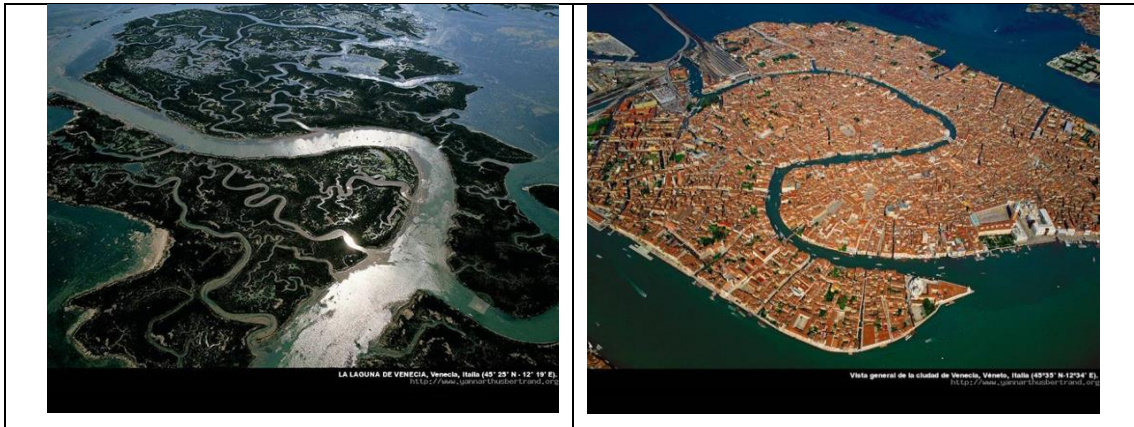 LA LAGUNA DE VENECIA, Venecia, Italia (45° 25' N - 12° 19' E).
http://www.yannarthusbertrand.org
Vista general de la ciudad de Venecia, Véneto, Italia (45°35' N-12°34' E).
http://www.yannarthusbertrand.org